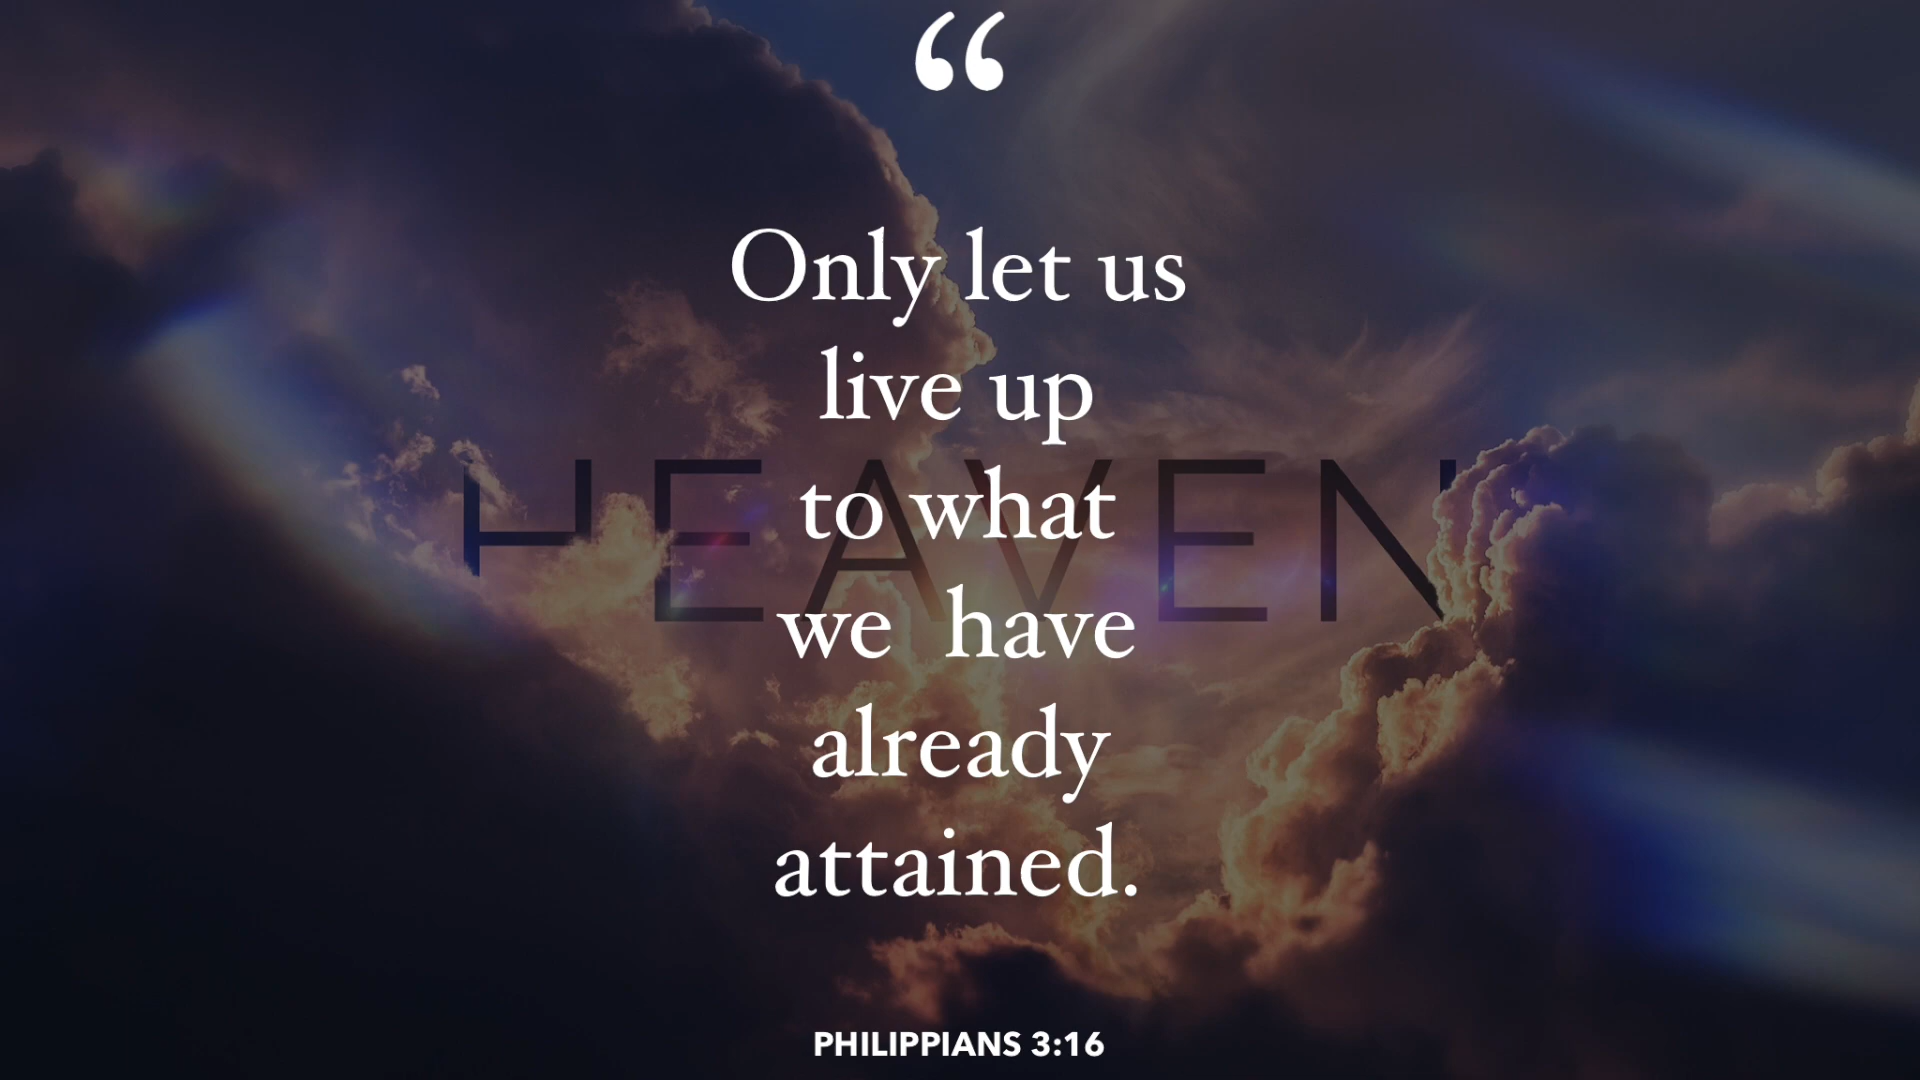 “
Only let us
live up
to what
we have
already
attained.
HEAVEN
PHILIPPIANS 3:16